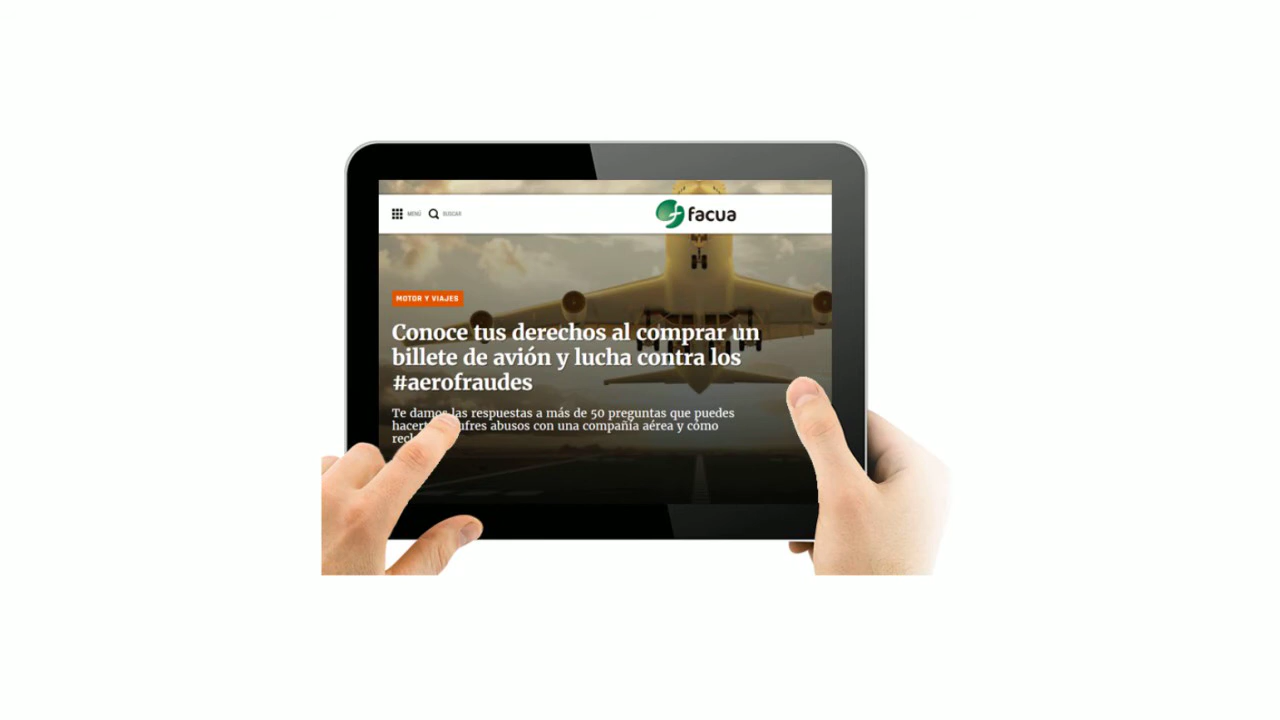 MENÚ BUSCAR facua
MOTOR Y VIAJES
Conoce tus derechos al comprar un
billete de avión y lucha contra los
#aerofraudes
Te damos las respuestas a más de 50 preguntas que puedes
sufres abusos con una compañía aérea y cómo